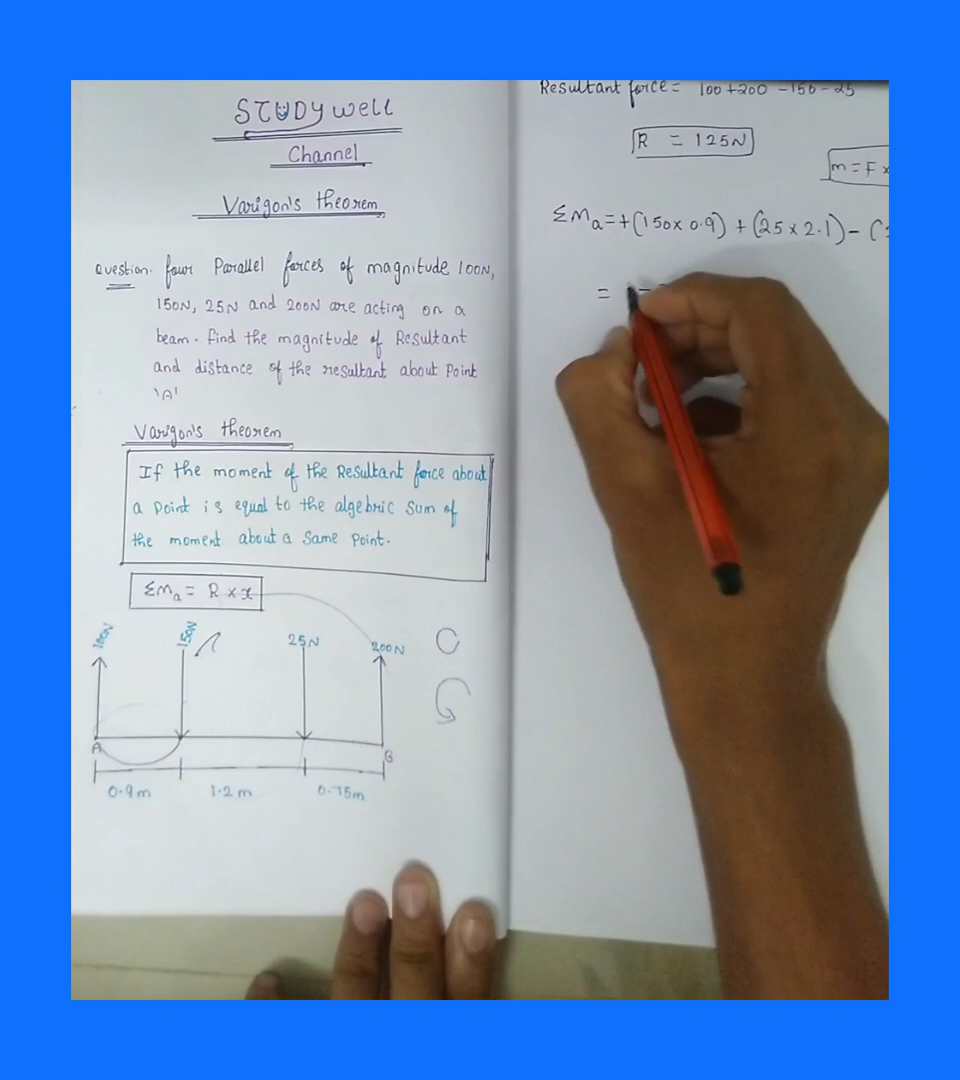 STUDY well
Channel
Varigon's theorem
Question. four Parallel forces of magnitude 100N,
150N, 25N and 200N are acting on a
beam. find the magnitude of Resultant
and distance of the resultant about Point
'A'
Varigon's theorem
If the moment of the Resultant force about
a point is equal to the algebric sum of
the moment about a same point.
ΣMa = R × x
100N 150N 25N 200N
A B
0.9m 1.2m 0.75m
Resultant force = 100 +200 -150 - 25
R = 125N
m = F ×
ΣMa = +(150 × 0.9) + (25 × 2.1) - (
=